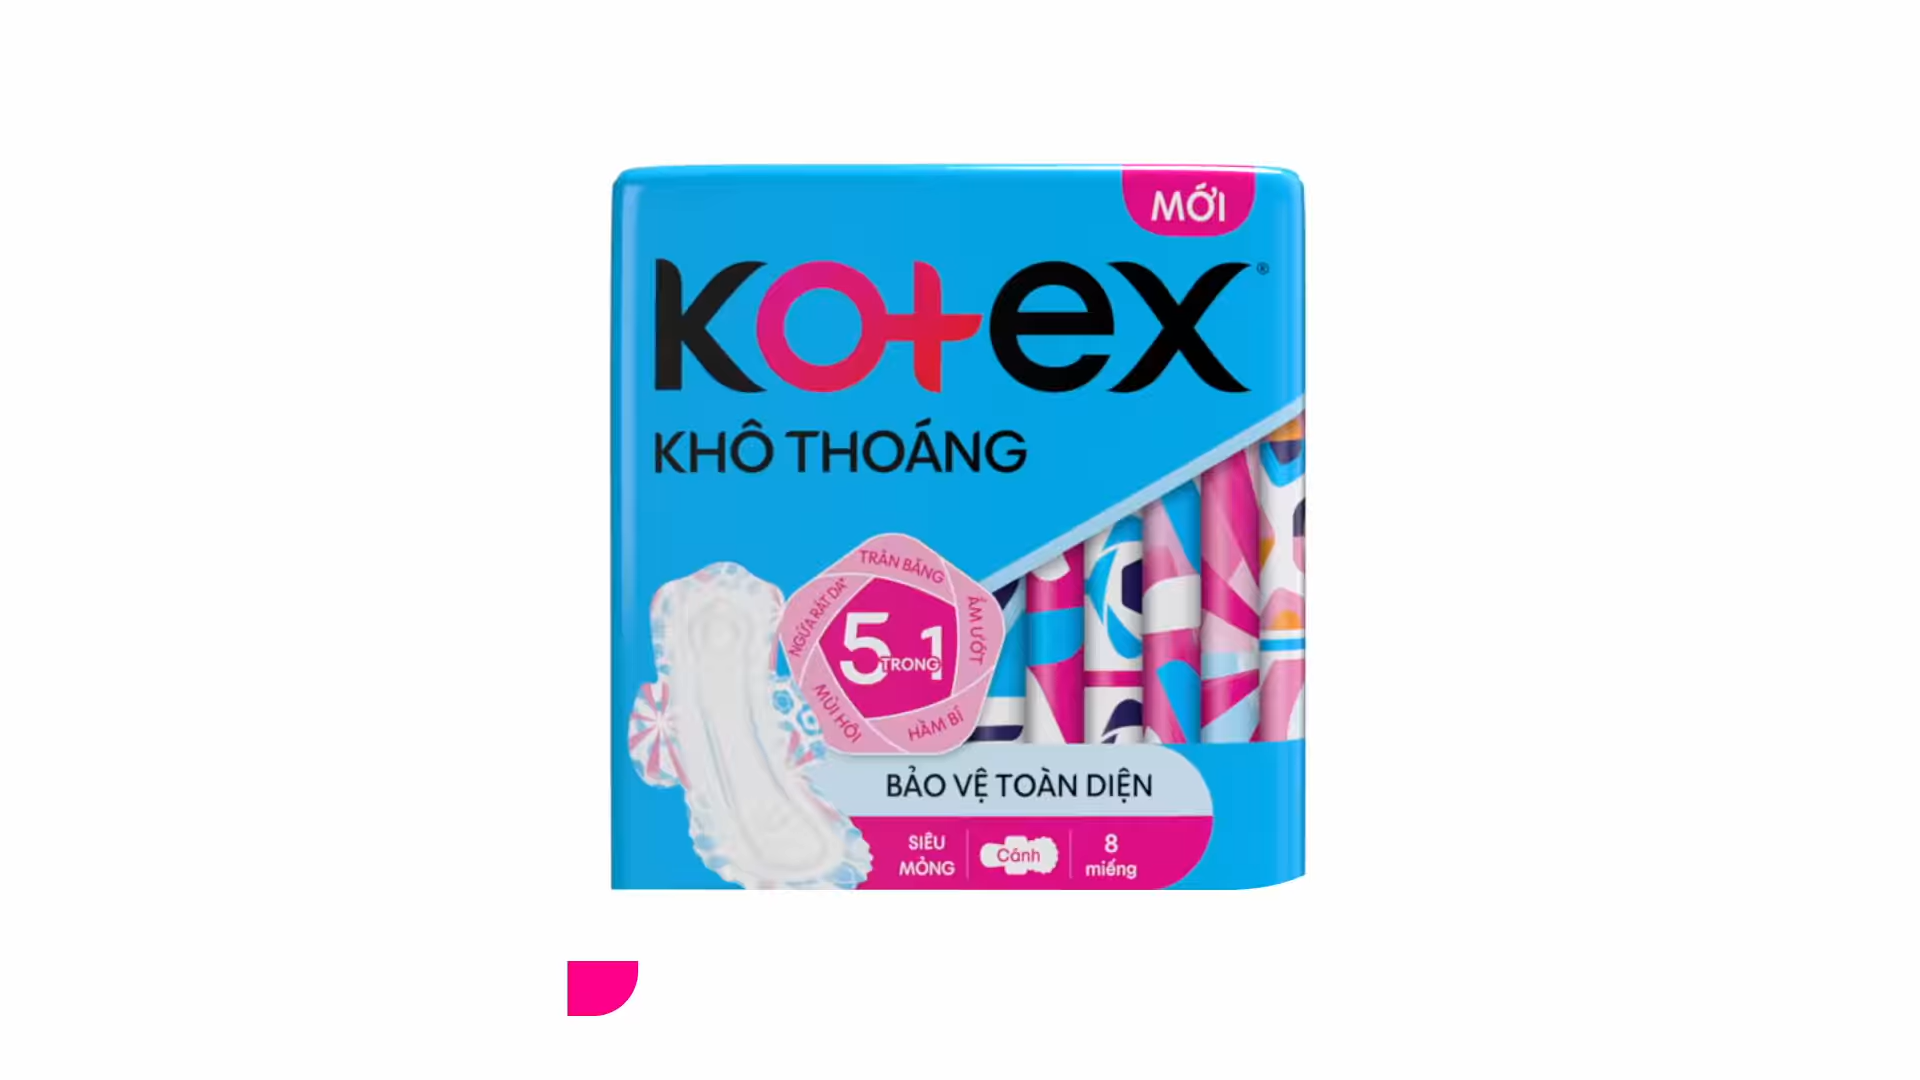 MỚI
Kotex®
KHÔ THOÁNG
TRÀN BĂNG
ẨM ƯỚT
HẦM BÍ
MÙI HÔI
NGỨA RÁT DA*
5 TRONG 1
BẢO VỆ TOÀN DIỆN
SIÊU MỎNG
Cánh
8 miếng